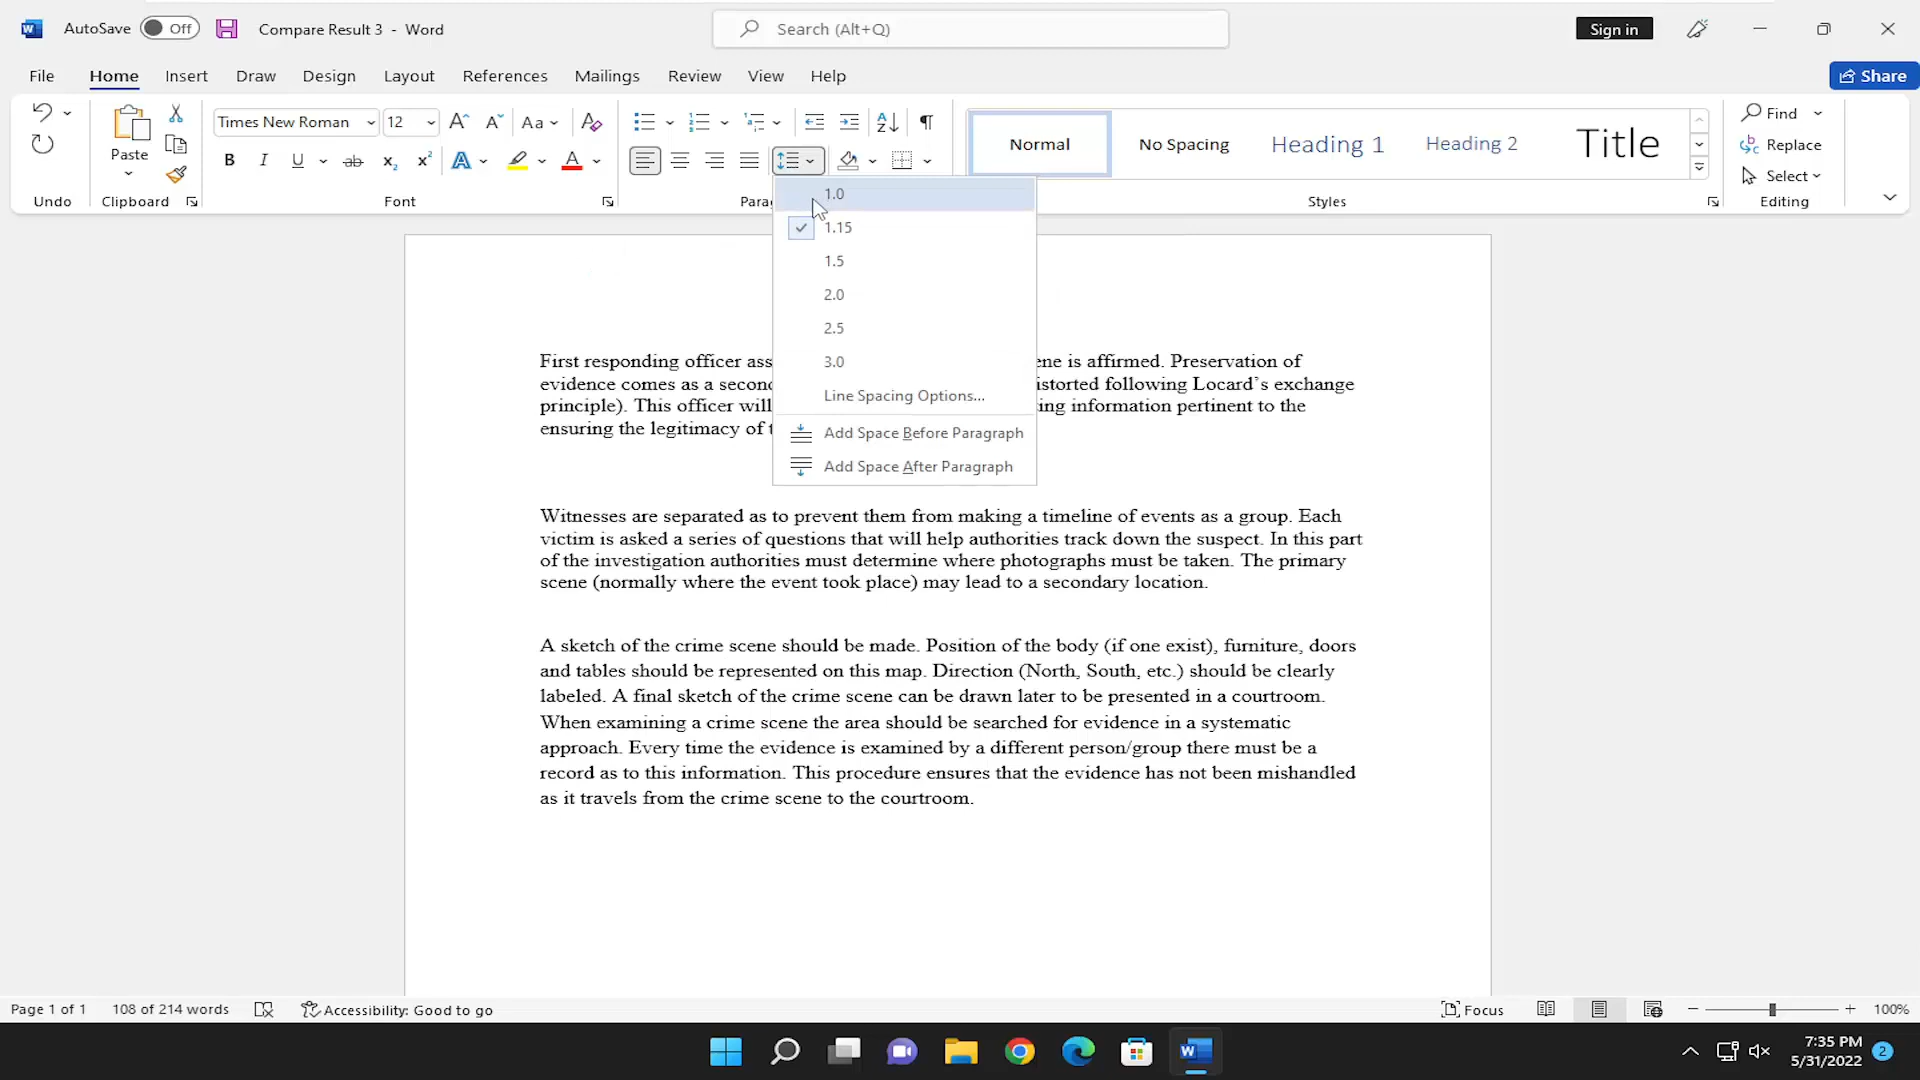 AutoSave Off Compare Result 3 - Word Search (Alt+Q) Sign in
File Home Insert Draw Design Layout References Mailings Review View Help Share
Times New Roman 12 Aa Normal No Spacing Heading 1 Heading 2 Title Find
Paste Replace
B I U ab x2 x2 A A Select
Undo Clipboard Font Parag Styles Editing
1.0
1.15
1.5
2.0
2.5
3.0
Line Spacing Options...
Add Space Before Paragraph
Add Space After Paragraph
First responding officer ass ene is affirmed. Preservation of
evidence comes as a secon istorted following Locard’s exchange
principle). This officer will ing information pertinent to the
ensuring the legitimacy of t
Witnesses are separated as to prevent them from making a timeline of events as a group. Each
victim is asked a series of questions that will help authorities track down the suspect. In this part
of the investigation authorities must determine where photographs must be taken. The primary
scene (normally where the event took place) may lead to a secondary location.
A sketch of the crime scene should be made. Position of the body (if one exist), furniture, doors
and tables should be represented on this map. Direction (North, South, etc.) should be clearly
labeled. A final sketch of the crime scene can be drawn later to be presented in a courtroom.
When examining a crime scene the area should be searched for evidence in a systematic
approach. Every time the evidence is examined by a different person/group there must be a
record as to this information. This procedure ensures that the evidence has not been mishandled
as it travels from the crime scene to the courtroom.
Page 1 of 1 108 of 214 words Accessibility: Good to go Focus 100%
7:35 PM
5/31/2022 2